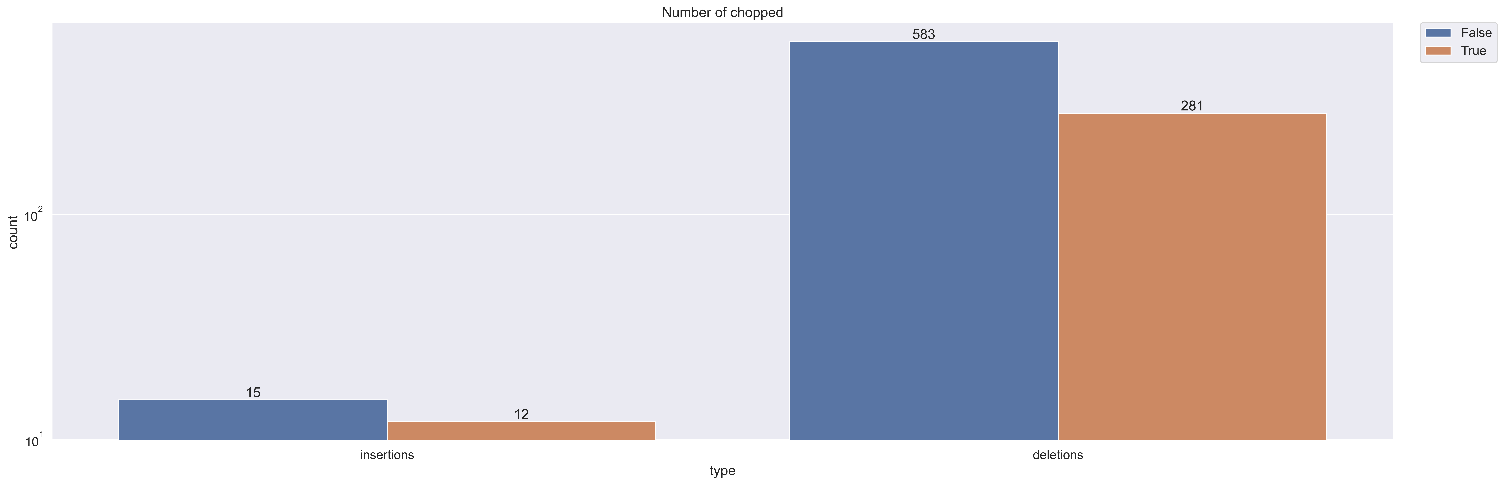 Number of chopped
False
True
583
281
15
12
10²
10¹
count
insertions
deletions
type